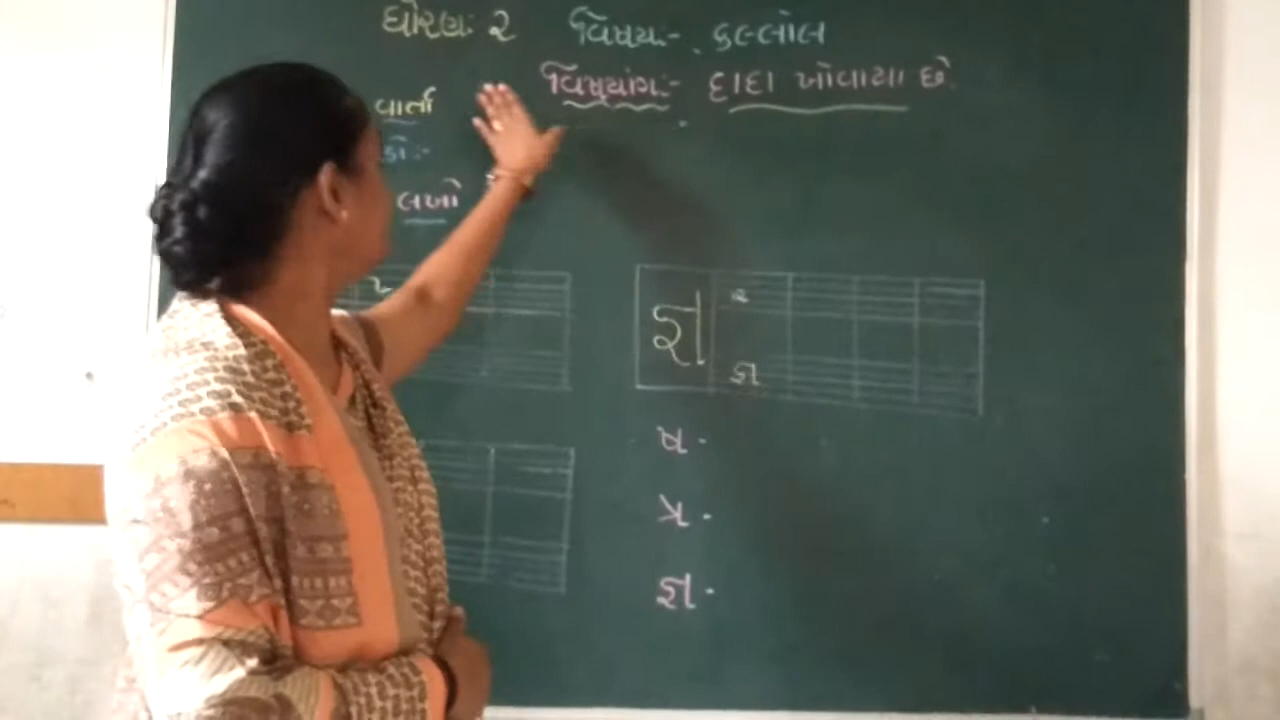 ધોરણ: ૨ વિષય:- કલ્લોલ
વિષયાંગ:- દાદા ખોવાયા છે.
વાર્તા
લખો
જ્ઞ
જ્ઞ
ષ -
ત્ર -
જ્ઞ -